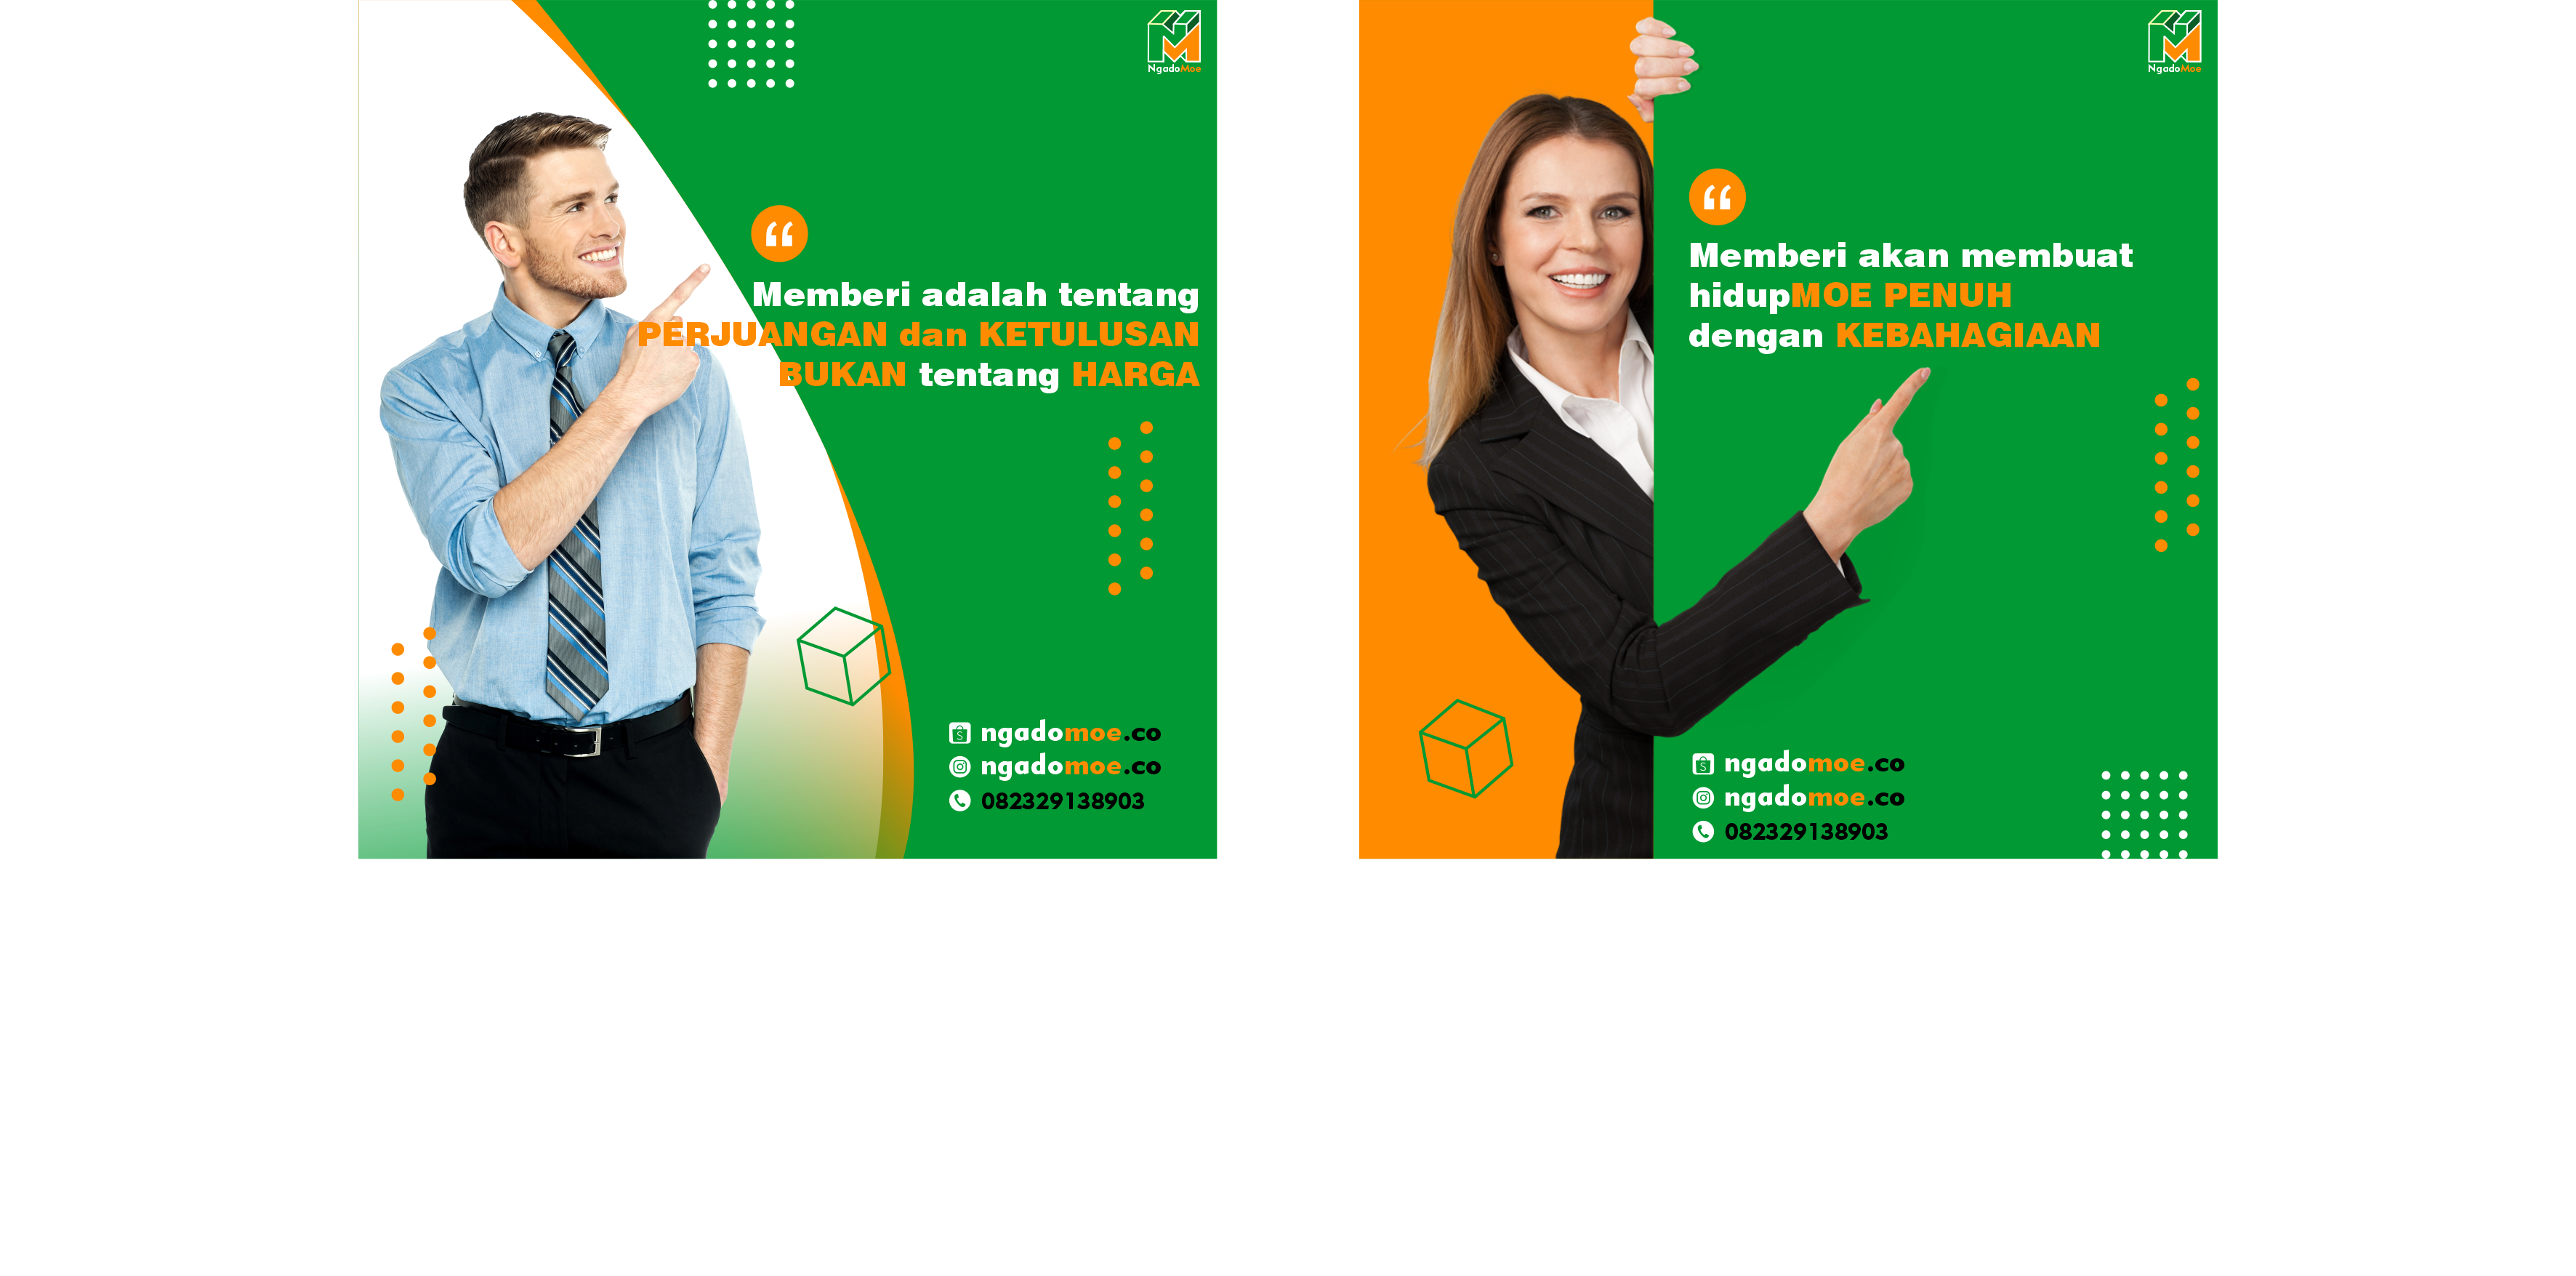 NgadoMoe
“
Memberi adalah tentang
PERJUANGAN dan KETULUSAN
BUKAN tentang HARGA
ngadomoe.co
ngadomoe.co
082329138903
NgadoMoe
“
Memberi akan membuat
hidupMOE PENUH
dengan KEBAHAGIAAN
ngadomoe.co
ngadomoe.co
082329138903